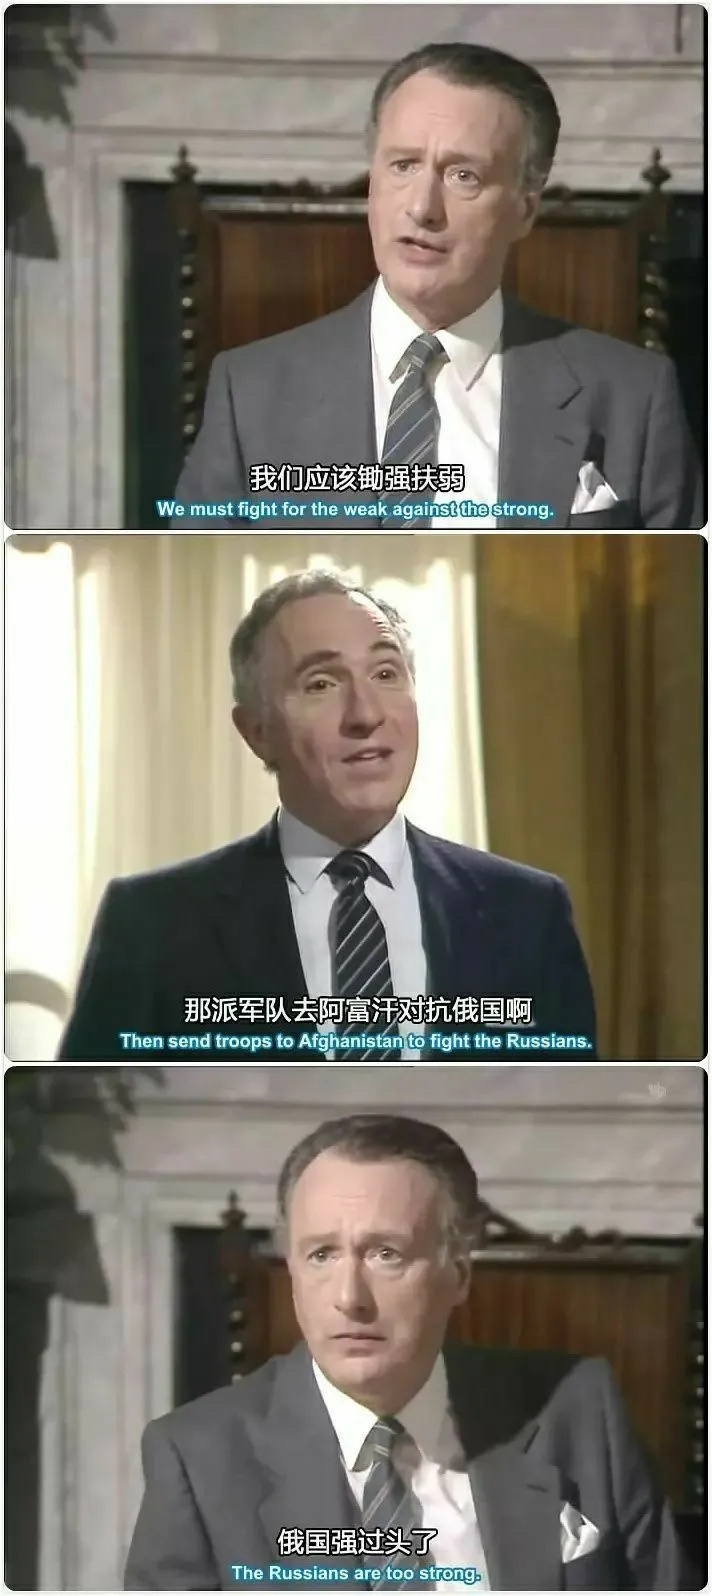 我们应该锄强扶弱
We must fight for the weak against the strong.
那派军队去阿富汗对抗俄国啊
Then send troops to Afghanistan to fight the Russians.
俄国强过头了
The Russians are too strong.